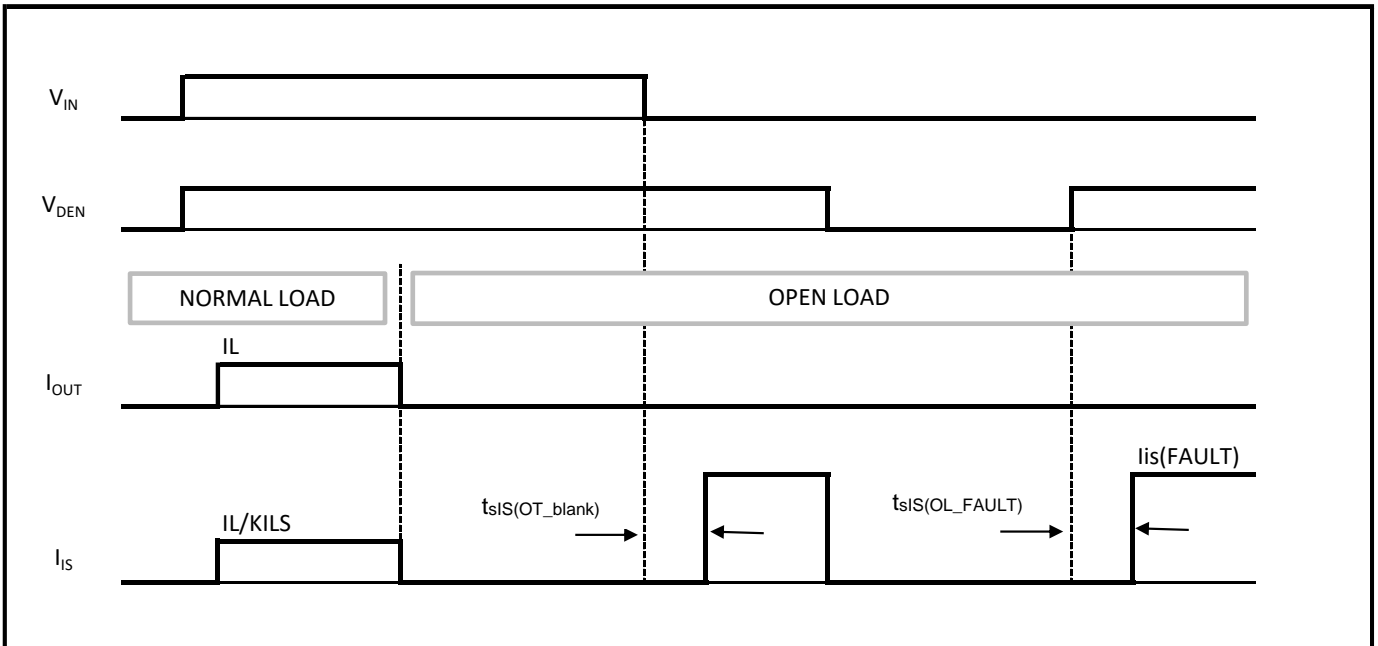 VIN
VDEN
NORMAL LOAD
OPEN LOAD
IL
IOUT
Iis(FAULT)
tsIS(OT_blank)
tsIS(OL_FAULT)
IL/KILS
IIS